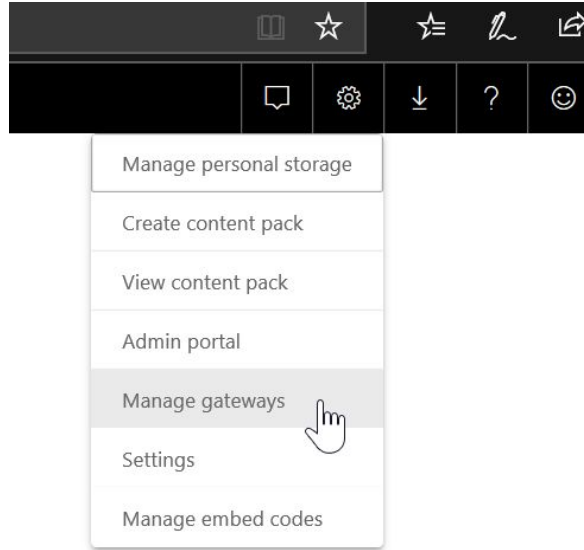 Manage personal storage
Create content pack
View content pack
Admin portal
Manage gateways
Settings
Manage embed codes